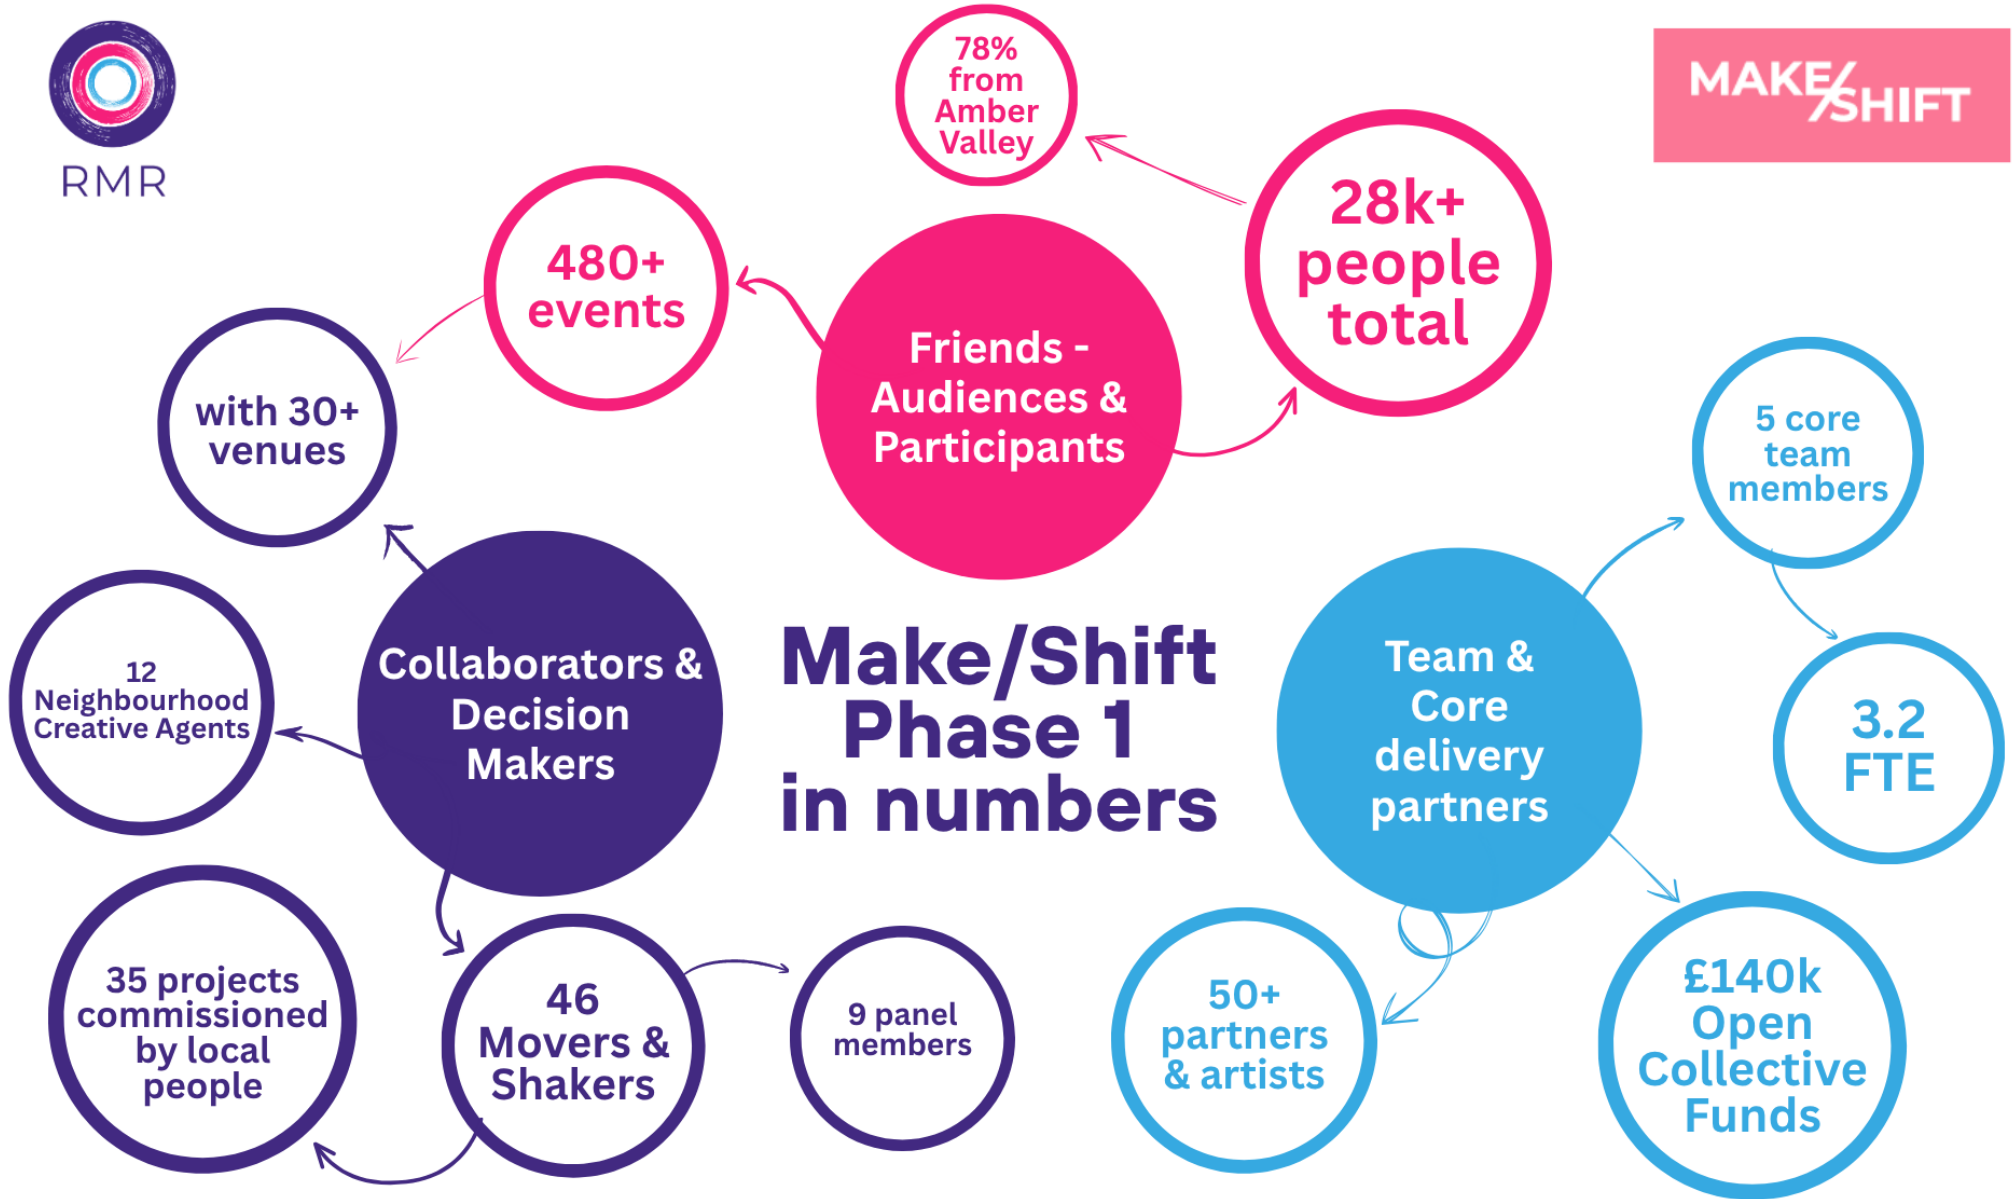 RMR
MAKE/SHIFT
78%
from
Amber
Valley
28k+
people
total
480+
events
Friends -
Audiences &
Participants
with 30+
venues
5 core
team
members
Collaborators &
Decision
Makers
12
Neighbourhood
Creative Agents
Make/Shift
Phase 1
in numbers
Team &
Core
delivery
partners
3.2
FTE
35 projects
commissioned
by local
people
46
Movers &
Shakers
9 panel
members
50+
partners
& artists
£140k
Open
Collective
Funds